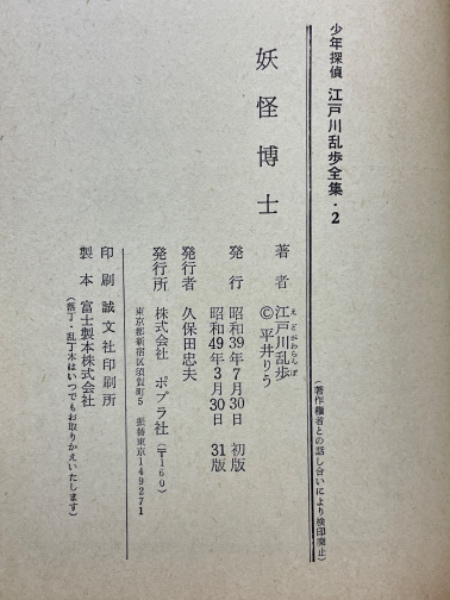 少年探偵 江戸川乱歩全集・2
(著作権者との話し合いにより検印廃止)
妖怪博士
著者 江戸川乱歩
えどがわらんぽ
© 平井りう
発行 昭和39年7月30日 初版
昭和49年3月30日 31版
発行者 久保田忠夫
発行所 株式会社 ポプラ社 (〒160)
東京都新宿区須賀町5 振替東京149271
印刷 誠文社印刷所
製本 富士製本株式会社
(落丁・乱丁本はいつでもお取りかえいたします)